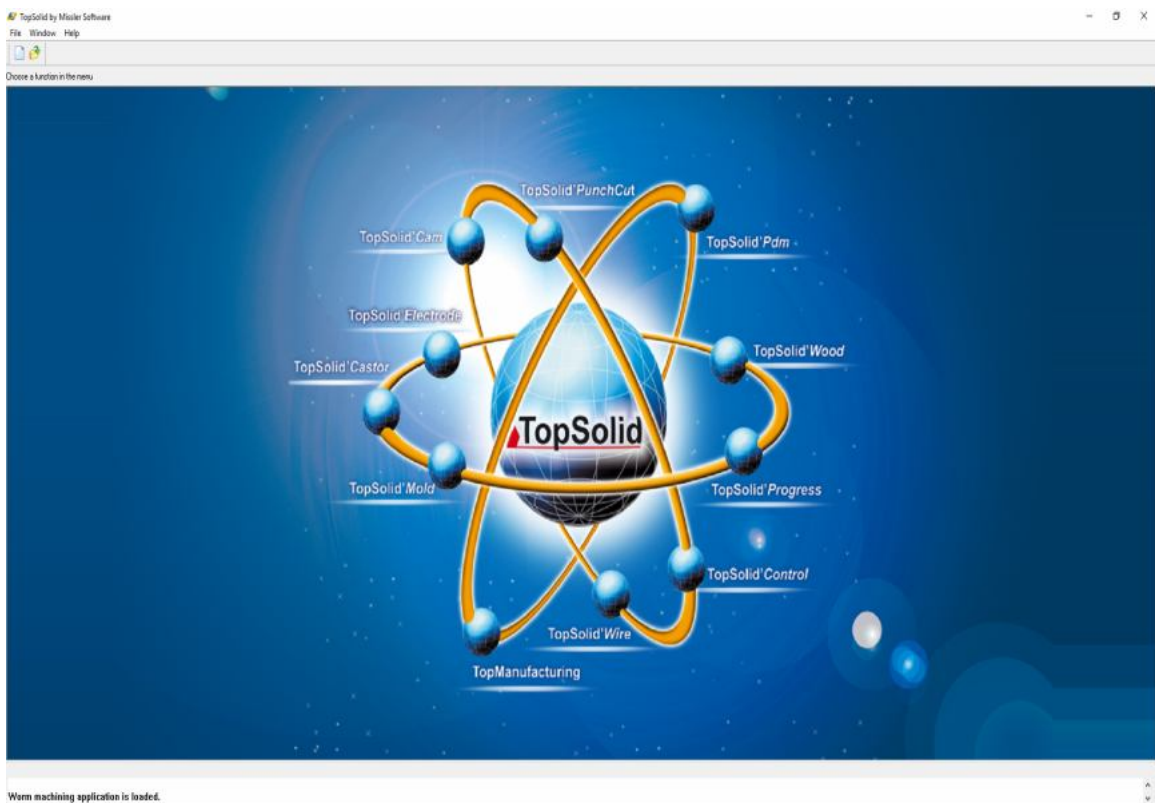 TopSolid by Missler Software
File Window Help
Choose a function in the menu
TopSolid'PunchCut
TopSolid'Cam
TopSolid'Pdm
TopSolid'Electrode
TopSolid'Wood
TopSolid'Castor
TopSolid
TopSolid'Mold
TopSolid'Progress
TopSolid'Control
TopSolid'Wire
TopManufacturing
Worm machining application is loaded.